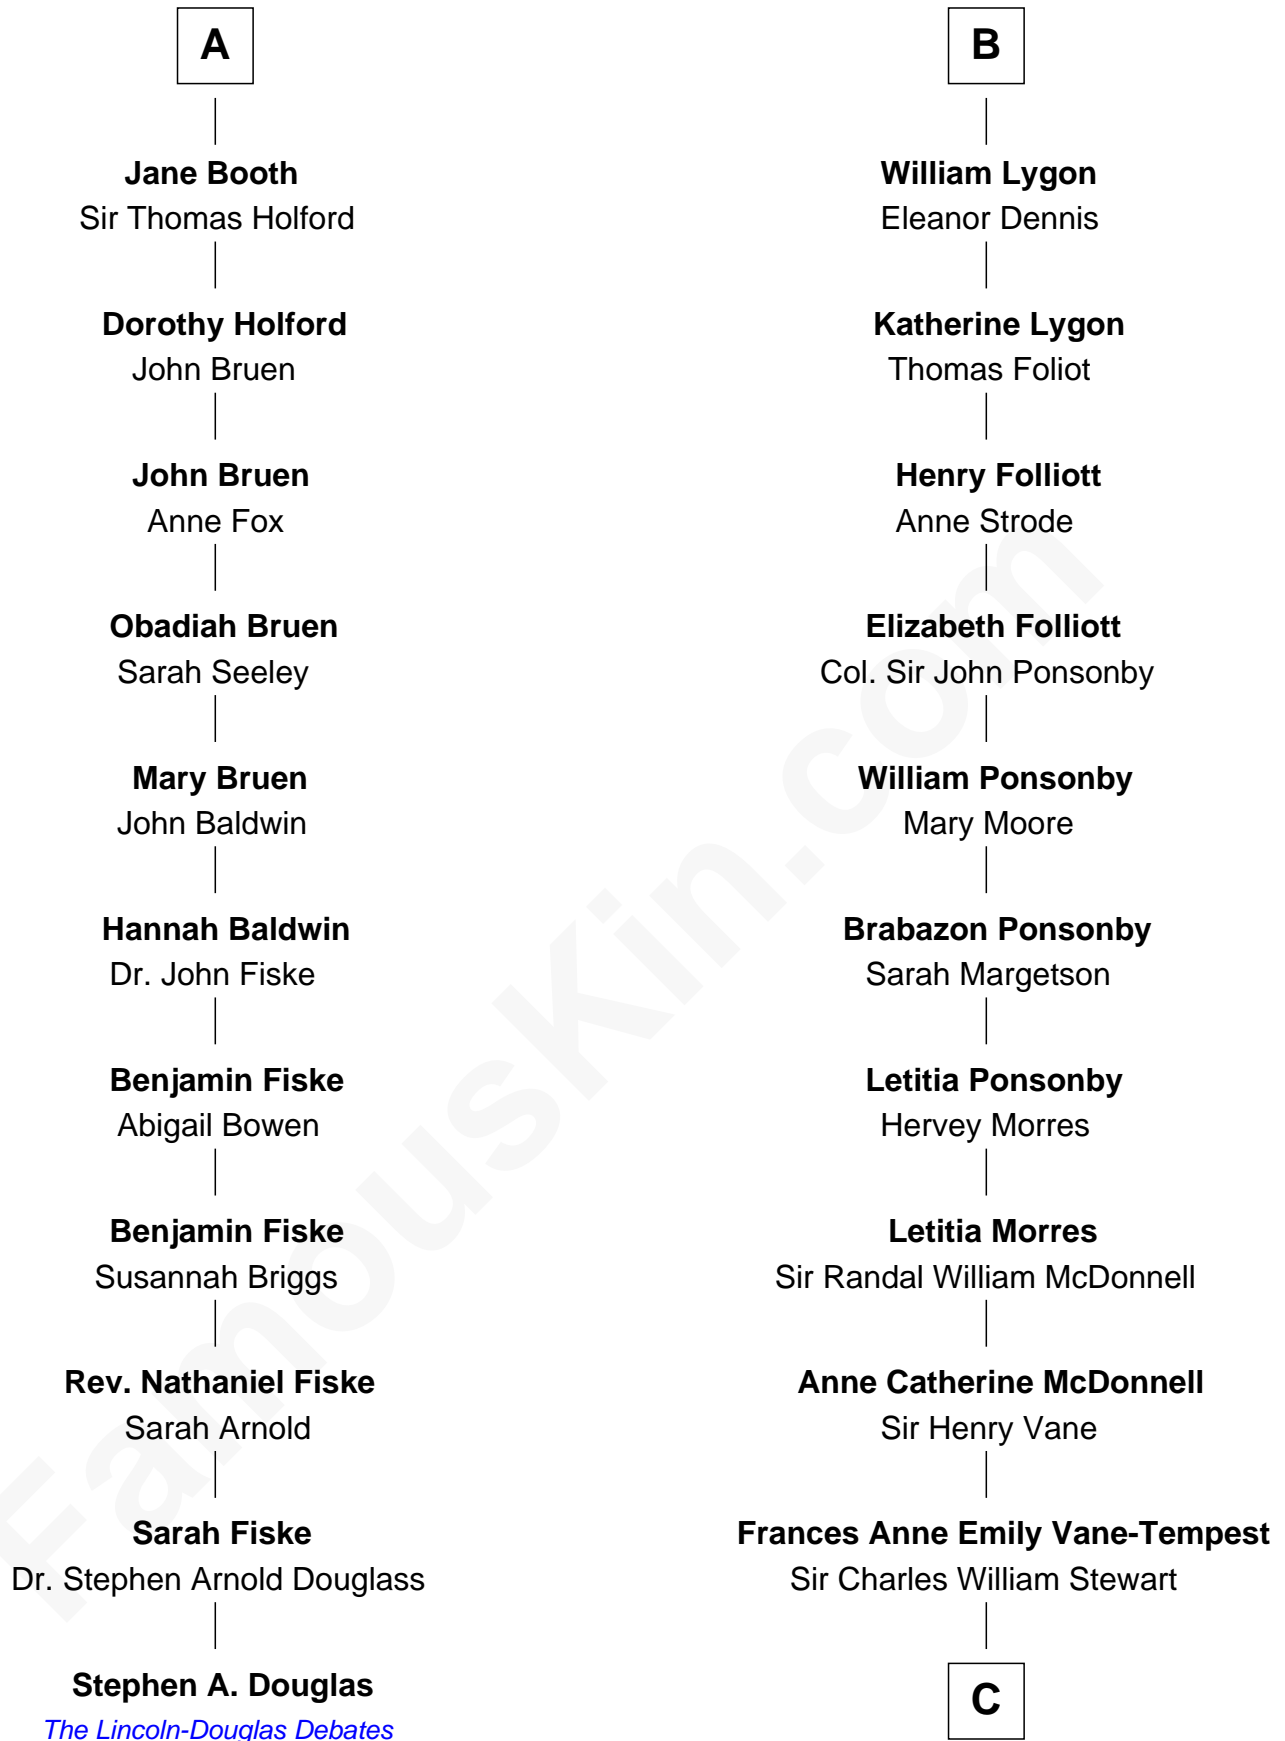 A
Jane Booth
Sir Thomas Holford
Dorothy Holford
John Bruen
John Bruen
Anne Fox
Obadiah Bruen
Sarah Seeley
Mary Bruen
John Baldwin
Hannah Baldwin
Dr. John Fiske
Benjamin Fiske
Abigail Bowen
Benjamin Fiske
Susannah Briggs
Rev. Nathaniel Fiske
Sarah Arnold
Sarah Fiske
Dr. Stephen Arnold Douglass
Stephen A. Douglas
The Lincoln-Douglas Debates
B
William Lygon
Eleanor Dennis
Katherine Lygon
Thomas Foliot
Henry Folliott
Anne Strode
Elizabeth Folliott
Col. Sir John Ponsonby
William Ponsonby
Mary Moore
Brabazon Ponsonby
Sarah Margetson
Letitia Ponsonby
Hervey Morres
Letitia Morres
Sir Randal William McDonnell
Anne Catherine McDonnell
Sir Henry Vane
Frances Anne Emily Vane-Tempest
Sir Charles William Stewart
C
FamousKin.com